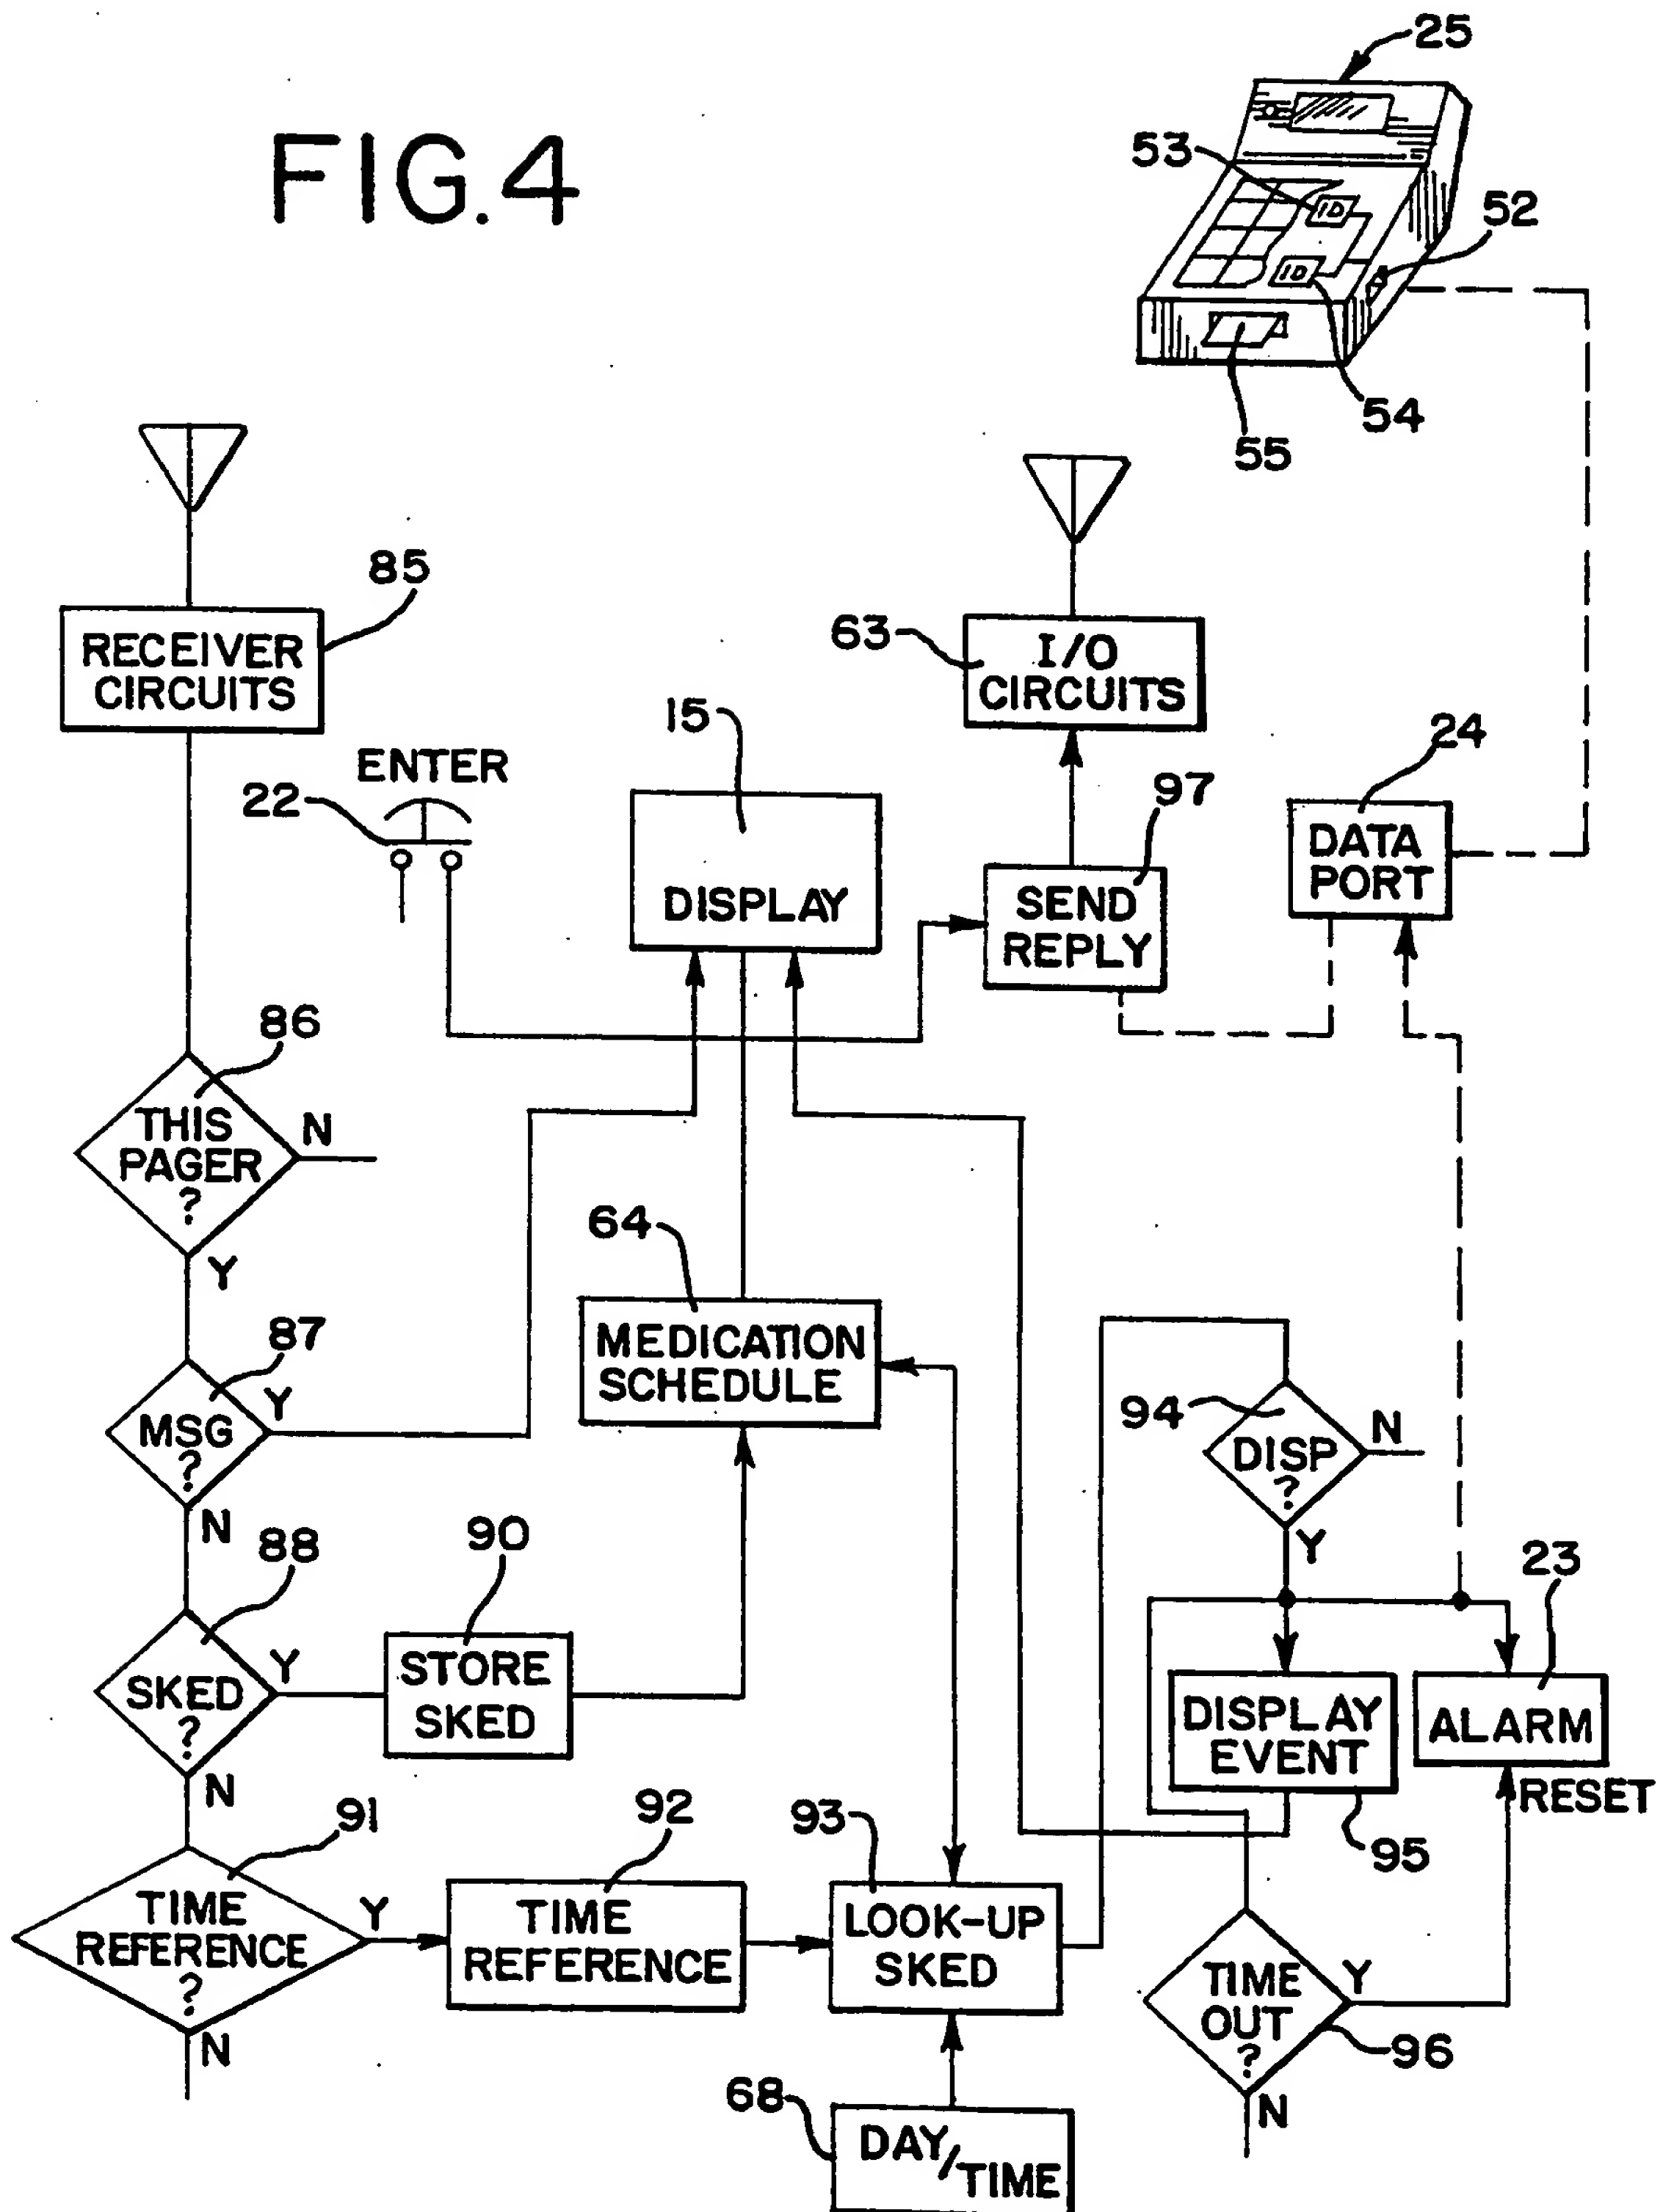 FIG.4
25
53
ID
52
ID
54
55
85
RECEIVER
CIRCUITS
63
I/O
CIRCUITS
15
DISPLAY
ENTER
22
97
SEND
REPLY
24
DATA
PORT
86
THIS
PAGER
?
N
Y
87
MSG
?
Y
N
64
MEDICATION
SCHEDULE
94
DISP
?
N
Y
88
SKED
?
Y
N
90
STORE
SKED
23
ALARM
RESET
DISPLAY
EVENT
95
91
TIME
REFERENCE
?
Y
N
92
TIME
REFERENCE
93
LOOK-UP
SKED
TIME
OUT
?
Y
96
N
68
DAY/TIME